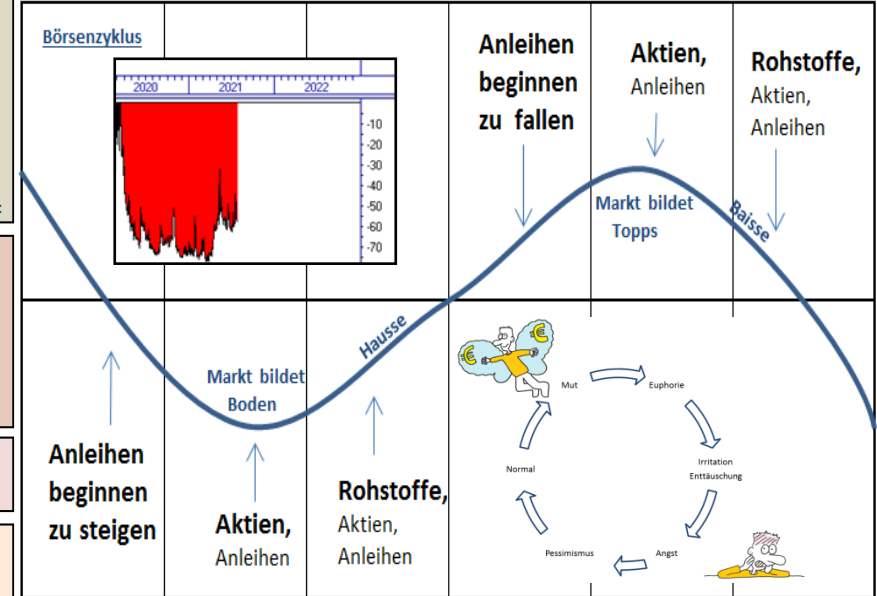 Börsenzyklus
2020 2021 2022
-10
-20
-30
-40
-50
-60
-70
Anleihen
beginnen
zu fallen
Aktien,
Anleihen
Rohstoffe,
Aktien,
Anleihen
Markt bildet
Topps
Baisse
Hausse
Markt bildet
Boden
Anleihen
beginnen
zu steigen
Aktien,
Anleihen
Rohstoffe,
Aktien,
Anleihen
€
€
Mut
Euphorie
Irritation
Enttäuschung
Angst
Pessimismus
Normal